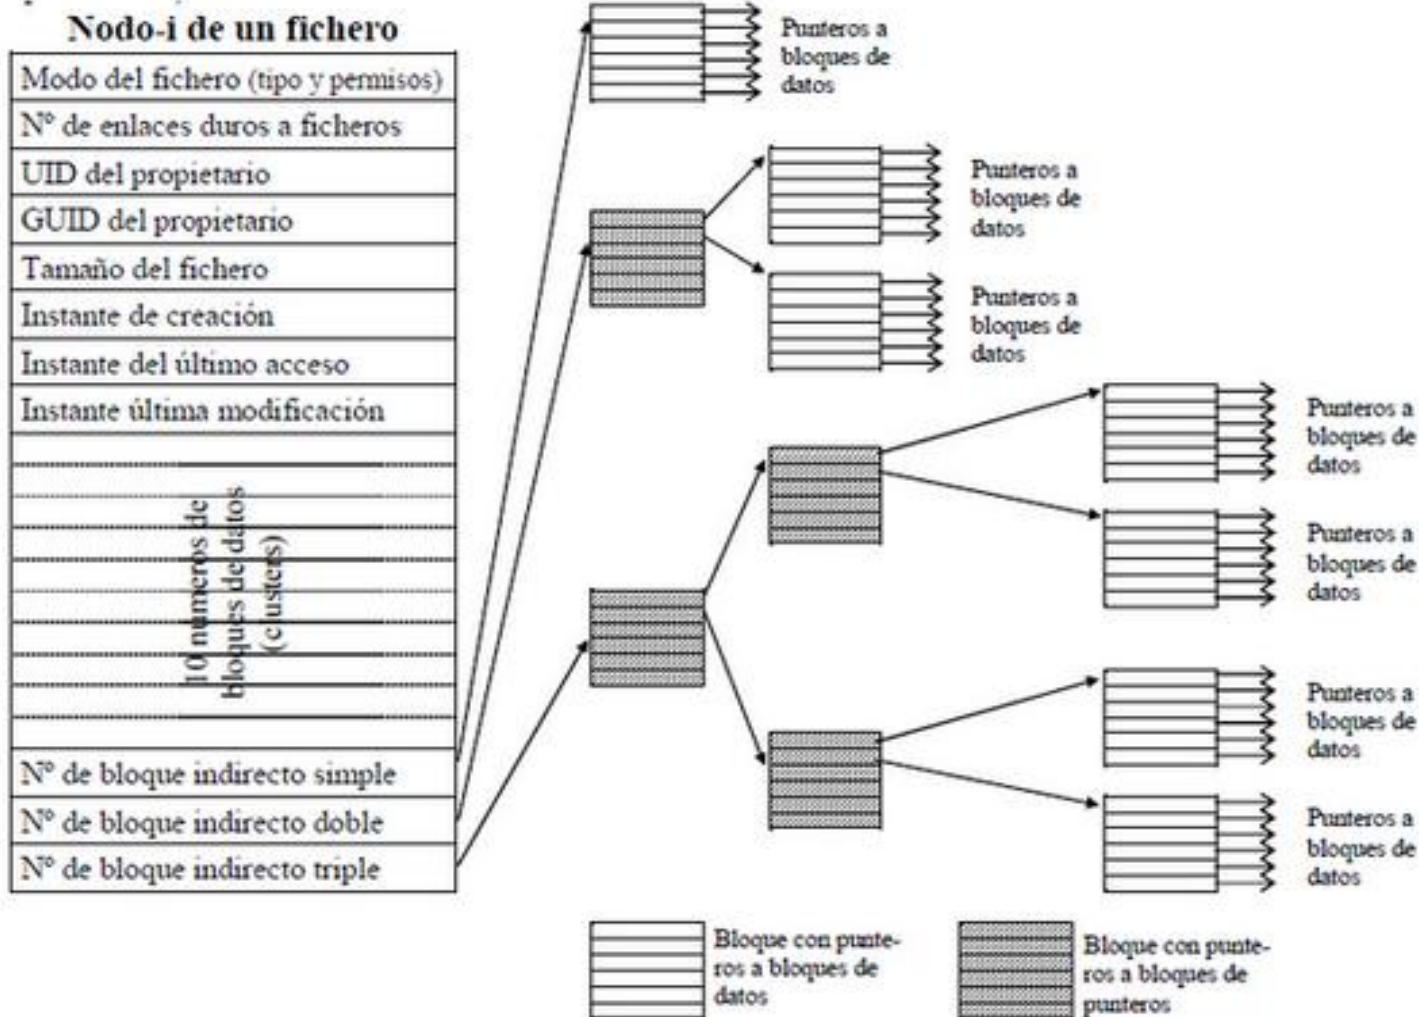 Nodo-i de un fichero
Modo del fichero (tipo y permisos)
Nº de enlaces duros a ficheros
UID del propietario
GUID del propietario
Tamaño del fichero
Instante de creación
Instante del último acceso
Instante última modificación
10 numeros de
bloques de datos
(clusters)
Nº de bloque indirecto simple
Nº de bloque indirecto doble
Nº de bloque indirecto triple
Punteros a
bloques de
datos
Punteros a
bloques de
datos
Punteros a
bloques de
datos
Punteros a
bloques de
datos
Punteros a
bloques de
datos
Punteros a
bloques de
datos
Punteros a
bloques de
datos
Bloque con punte-
ros a bloques de
datos
Bloque con punte-
ros a bloques de
punteros